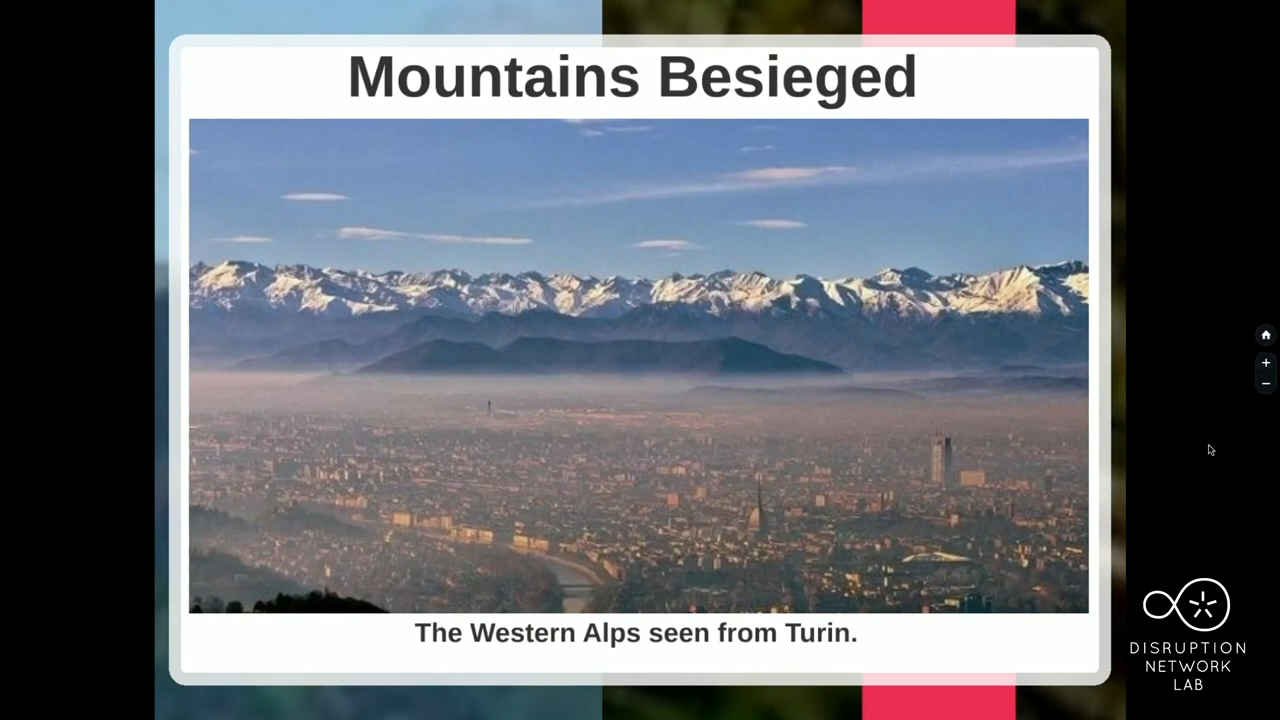 Mountains Besieged
The Western Alps seen from Turin.
DISRUPTION
NETWORK
LAB